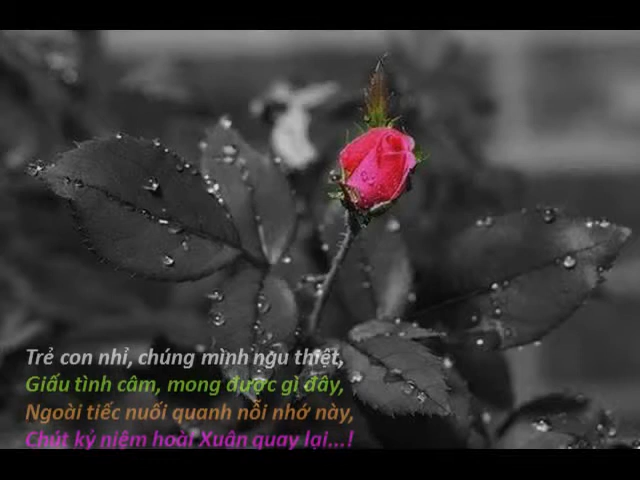 Trẻ con nhỉ, chúng mình ngu thiệt,
Giấu tình câm, mong được gì đây,
Ngoài tiếc nuối quanh nỗi nhớ này,
Chút kỷ niệm hoài Xuân quay lại...!